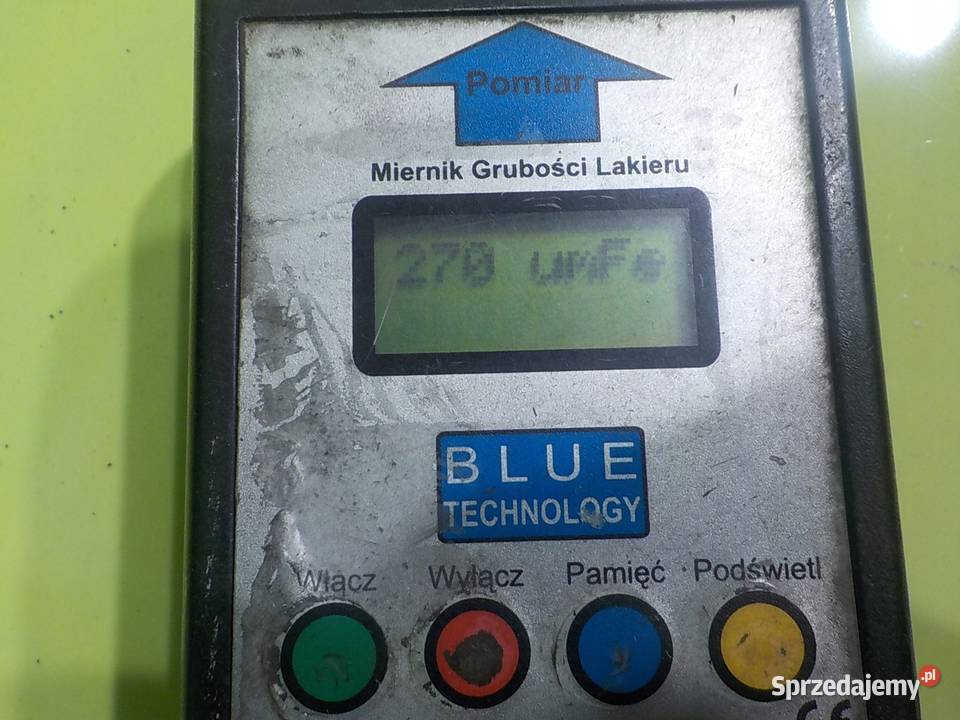 Pomiar
Miernik Grubości Lakieru
270 umFe
BLUE
TECHNOLOGY
Włącz Wyłącz Pamięć Podświetl
Sprzedajemy.pl